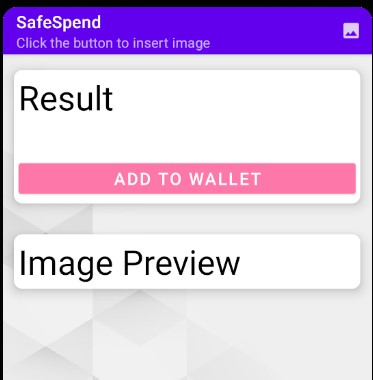 SafeSpend
Click the button to insert image
Result
ADD TO WALLET
Image Preview